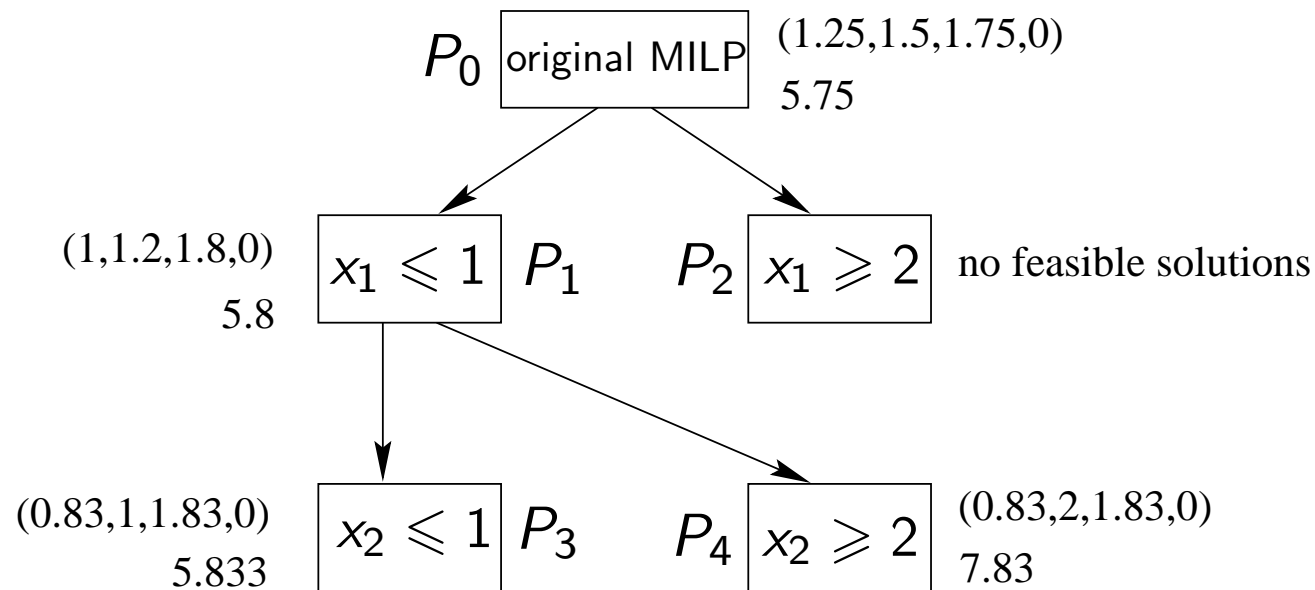 P₀ original MILP (1.25,1.5,1.75,0)
5.75
(1,1.2,1.8,0)
5.8
x₁ ⩽ 1 P₁
P₂ x₁ ⩾ 2 no feasible solutions
(0.83,1,1.83,0)
5.833
x₂ ⩽ 1 P₃
P₄ x₂ ⩾ 2
(0.83,2,1.83,0)
7.83